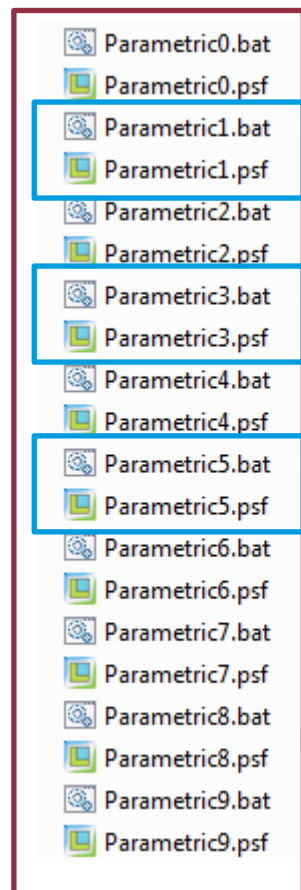 Parametric0.bat
Parametric0.psf
Parametric1.bat
Parametric1.psf
Parametric2.bat
Parametric2.psf
Parametric3.bat
Parametric3.psf
Parametric4.bat
Parametric4.psf
Parametric5.bat
Parametric5.psf
Parametric6.bat
Parametric6.psf
Parametric7.bat
Parametric7.psf
Parametric8.bat
Parametric8.psf
Parametric9.bat
Parametric9.psf